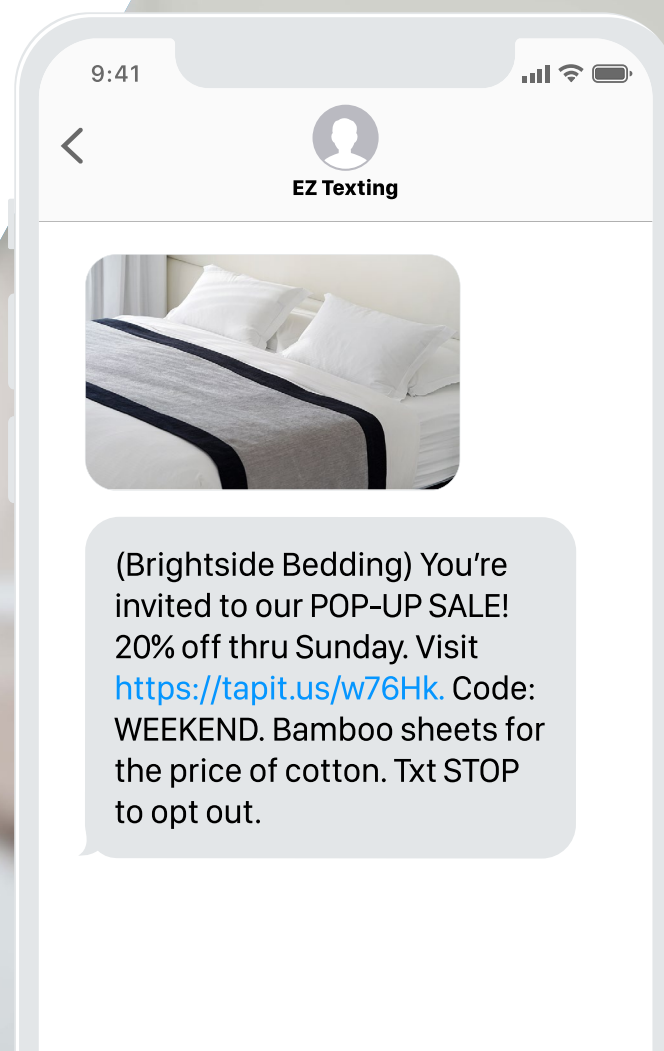 9:41
EZ Texting
(Brightside Bedding) You’re
invited to our POP-UP SALE!
20% off thru Sunday. Visit
https://tapit.us/w76Hk. Code:
WEEKEND. Bamboo sheets for
the price of cotton. Txt STOP
to opt out.